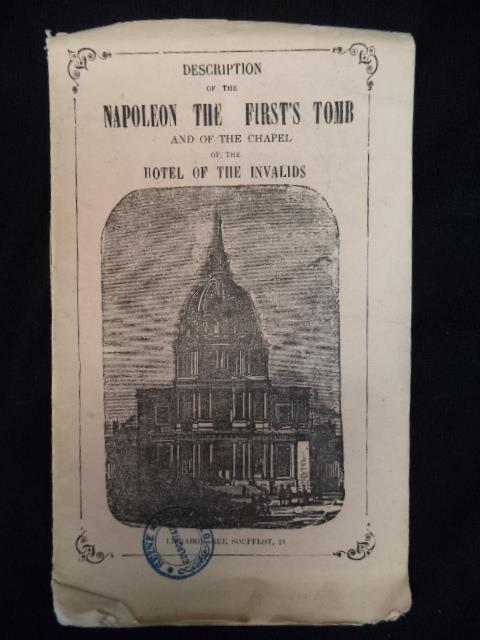 DESCRIPTION
OF THE
NAPOLEON THE FIRST'S TOMB
AND OF THE CHAPEL
OF THE
HOTEL OF THE INVALIDS
RUE SOUFFLOT, 18